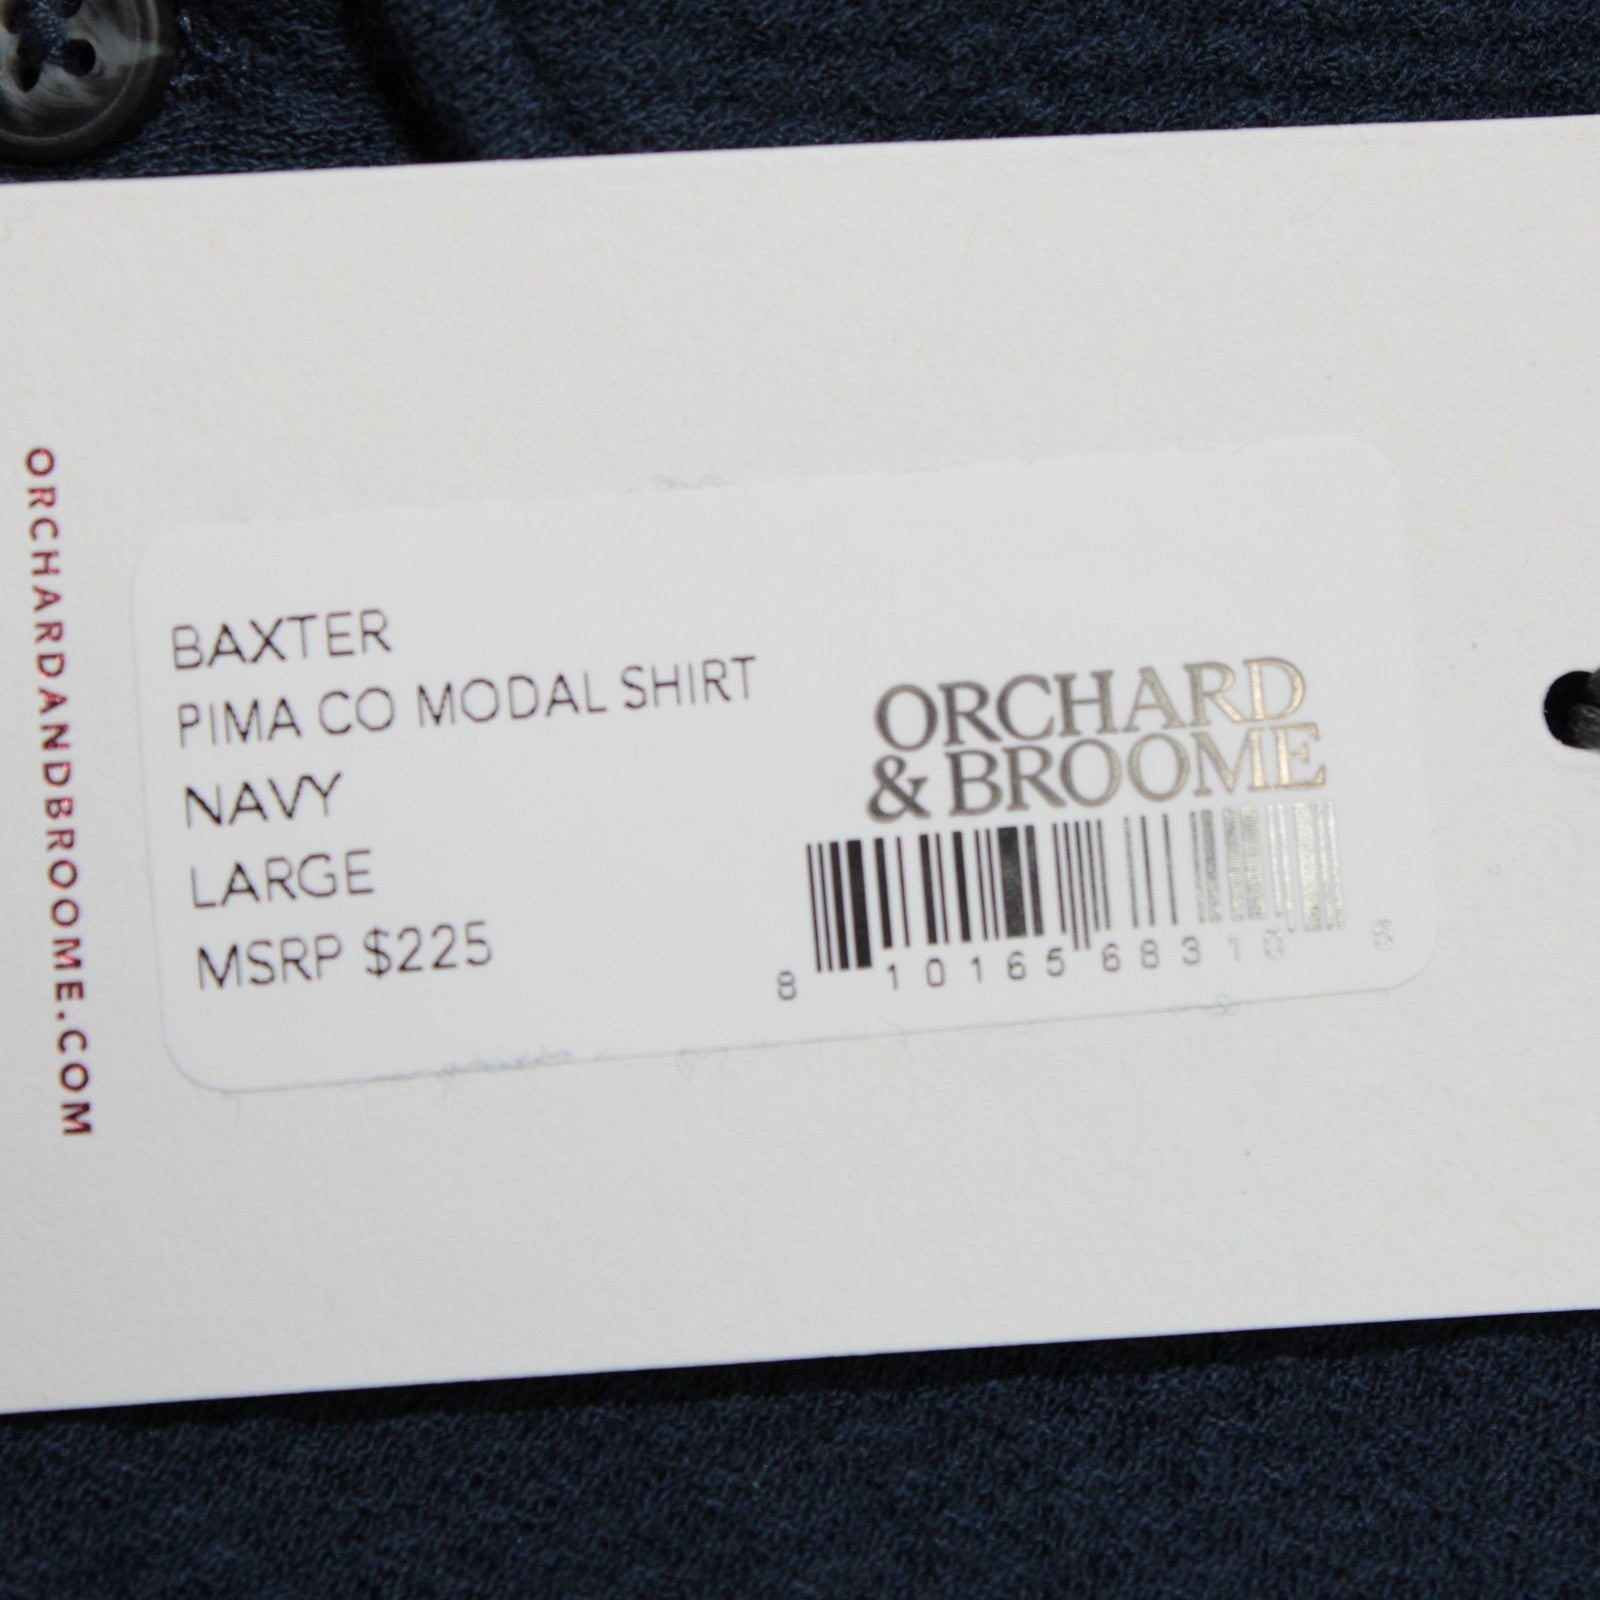 ORCHARDANDBROOME.COM
BAXTER
PIMA CO MODAL SHIRT
NAVY
LARGE
MSRP $225
ORCHARD
& BROOME
8 10165 68310 8